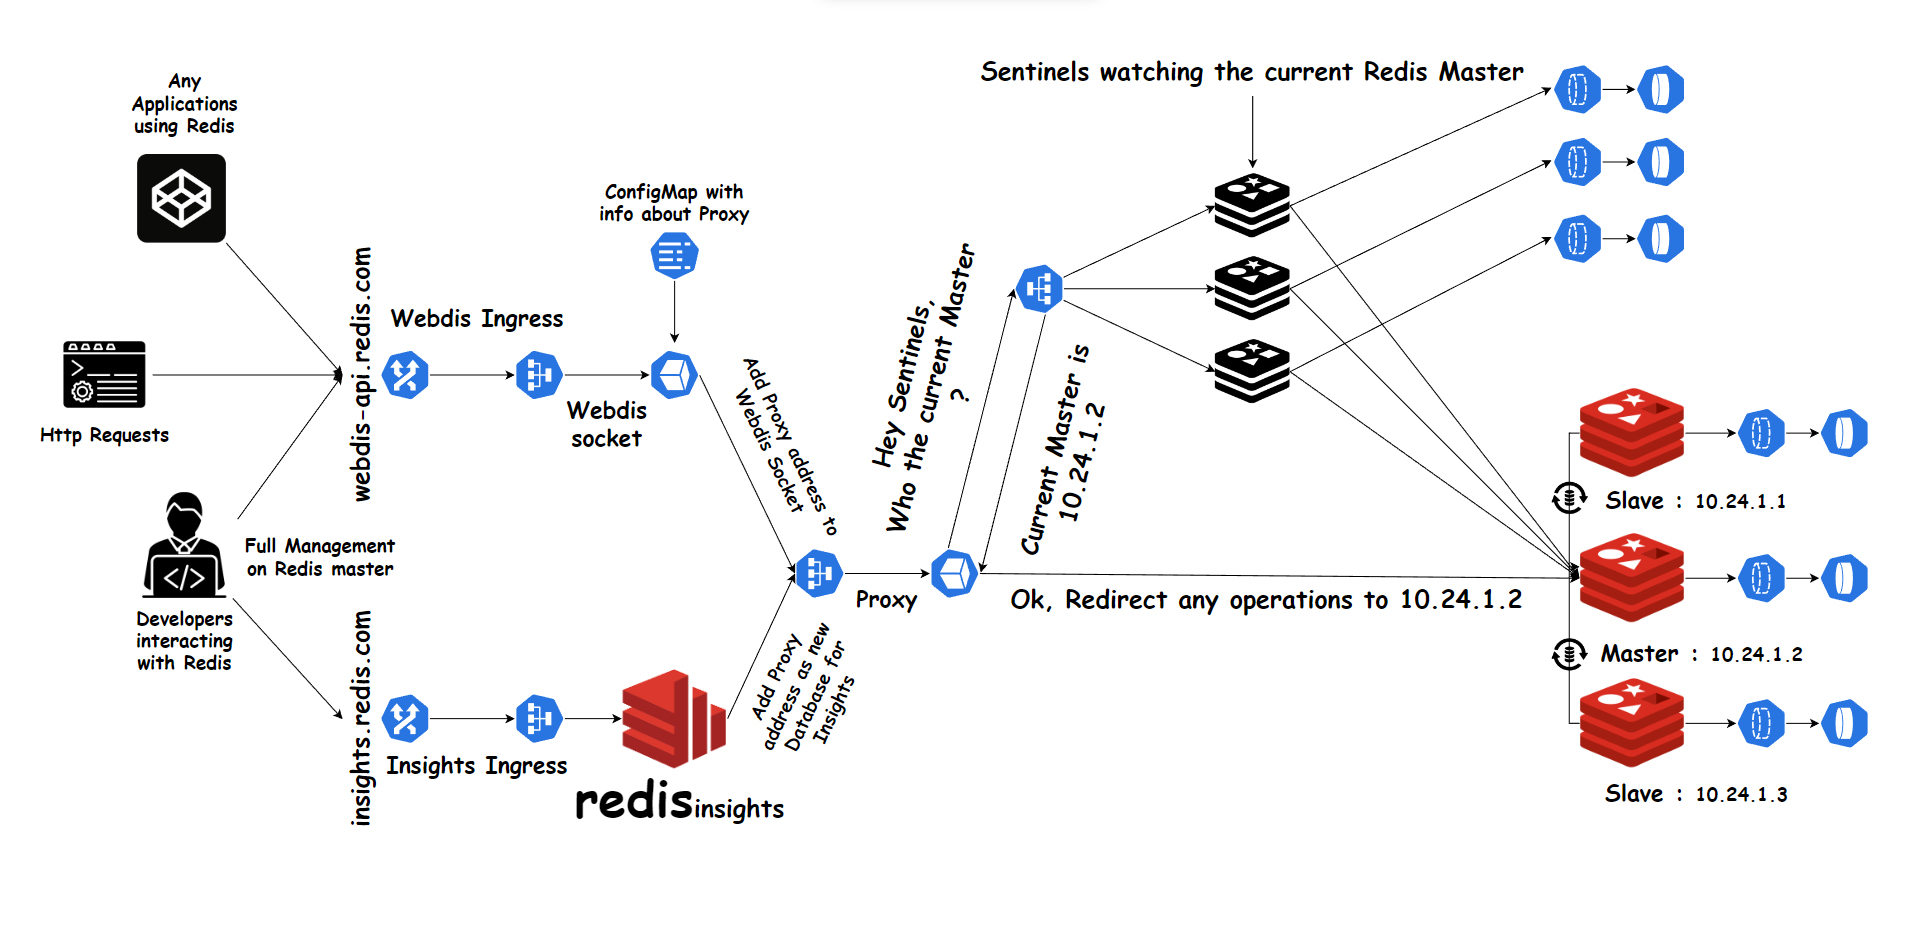 Any
Applications
using Redis
Http Requests
Full Management
on Redis master
Developers
interacting
with Redis
webdis-api.redis.com
insights.redis.com
Webdis Ingress
Webdis
socket
ConfigMap with
info about Proxy
Insights Ingress
redisinsights
Add Proxy address to
Webdis Socket
Add Proxy
address as new
Database for
Insights
Proxy
Hey Sentinels,
Who the current Master
?
Current Master is
10.24.1.2
Ok, Redirect any operations to 10.24.1.2
Sentinels watching the current Redis Master
Slave : 10.24.1.1
Master : 10.24.1.2
Slave : 10.24.1.3